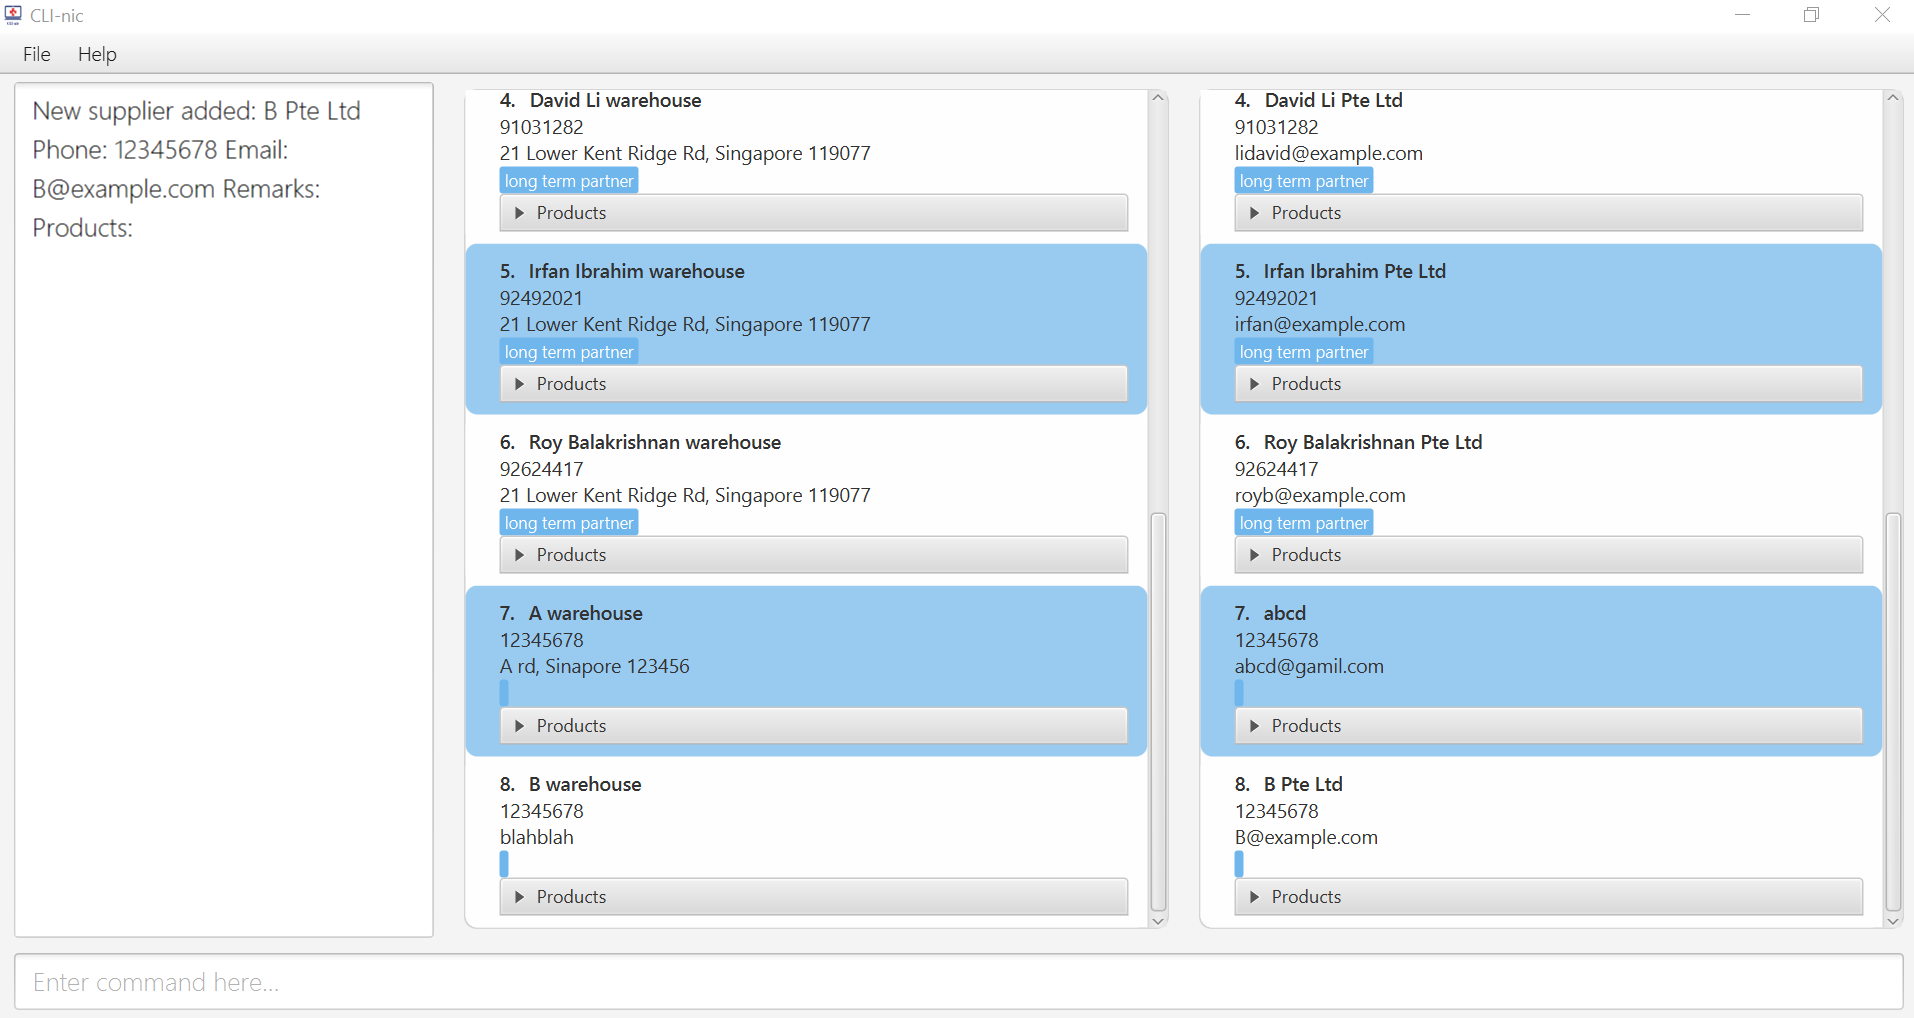 CLI-nic
File Help
New supplier added: B Pte Ltd
Phone: 12345678 Email:
B@example.com Remarks:
Products:
4. David Li warehouse
91031282
21 Lower Kent Ridge Rd, Singapore 119077
long term partner
Products
5. Irfan Ibrahim warehouse
92492021
21 Lower Kent Ridge Rd, Singapore 119077
long term partner
Products
6. Roy Balakrishnan warehouse
92624417
21 Lower Kent Ridge Rd, Singapore 119077
long term partner
Products
7. A warehouse
12345678
A rd, Sinapore 123456
Products
8. B warehouse
12345678
blahblah
Products
4. David Li Pte Ltd
91031282
lidavid@example.com
long term partner
Products
5. Irfan Ibrahim Pte Ltd
92492021
irfan@example.com
long term partner
Products
6. Roy Balakrishnan Pte Ltd
92624417
royb@example.com
long term partner
Products
7. abcd
12345678
abcd@gamil.com
Products
8. B Pte Ltd
12345678
B@example.com
Products
Enter command here...